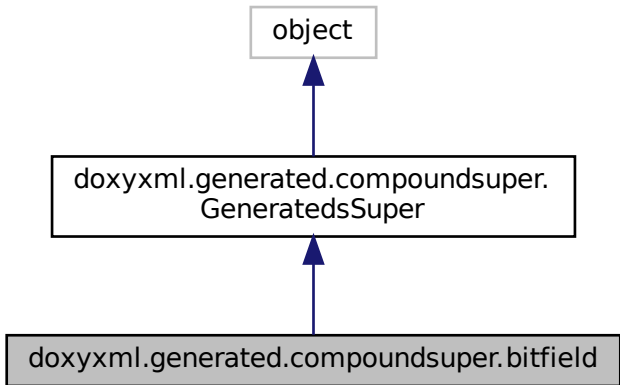 object
doxyxml.generated.compoundsuper.
GeneratedsSuper
doxyxml.generated.compoundsuper.bitfield